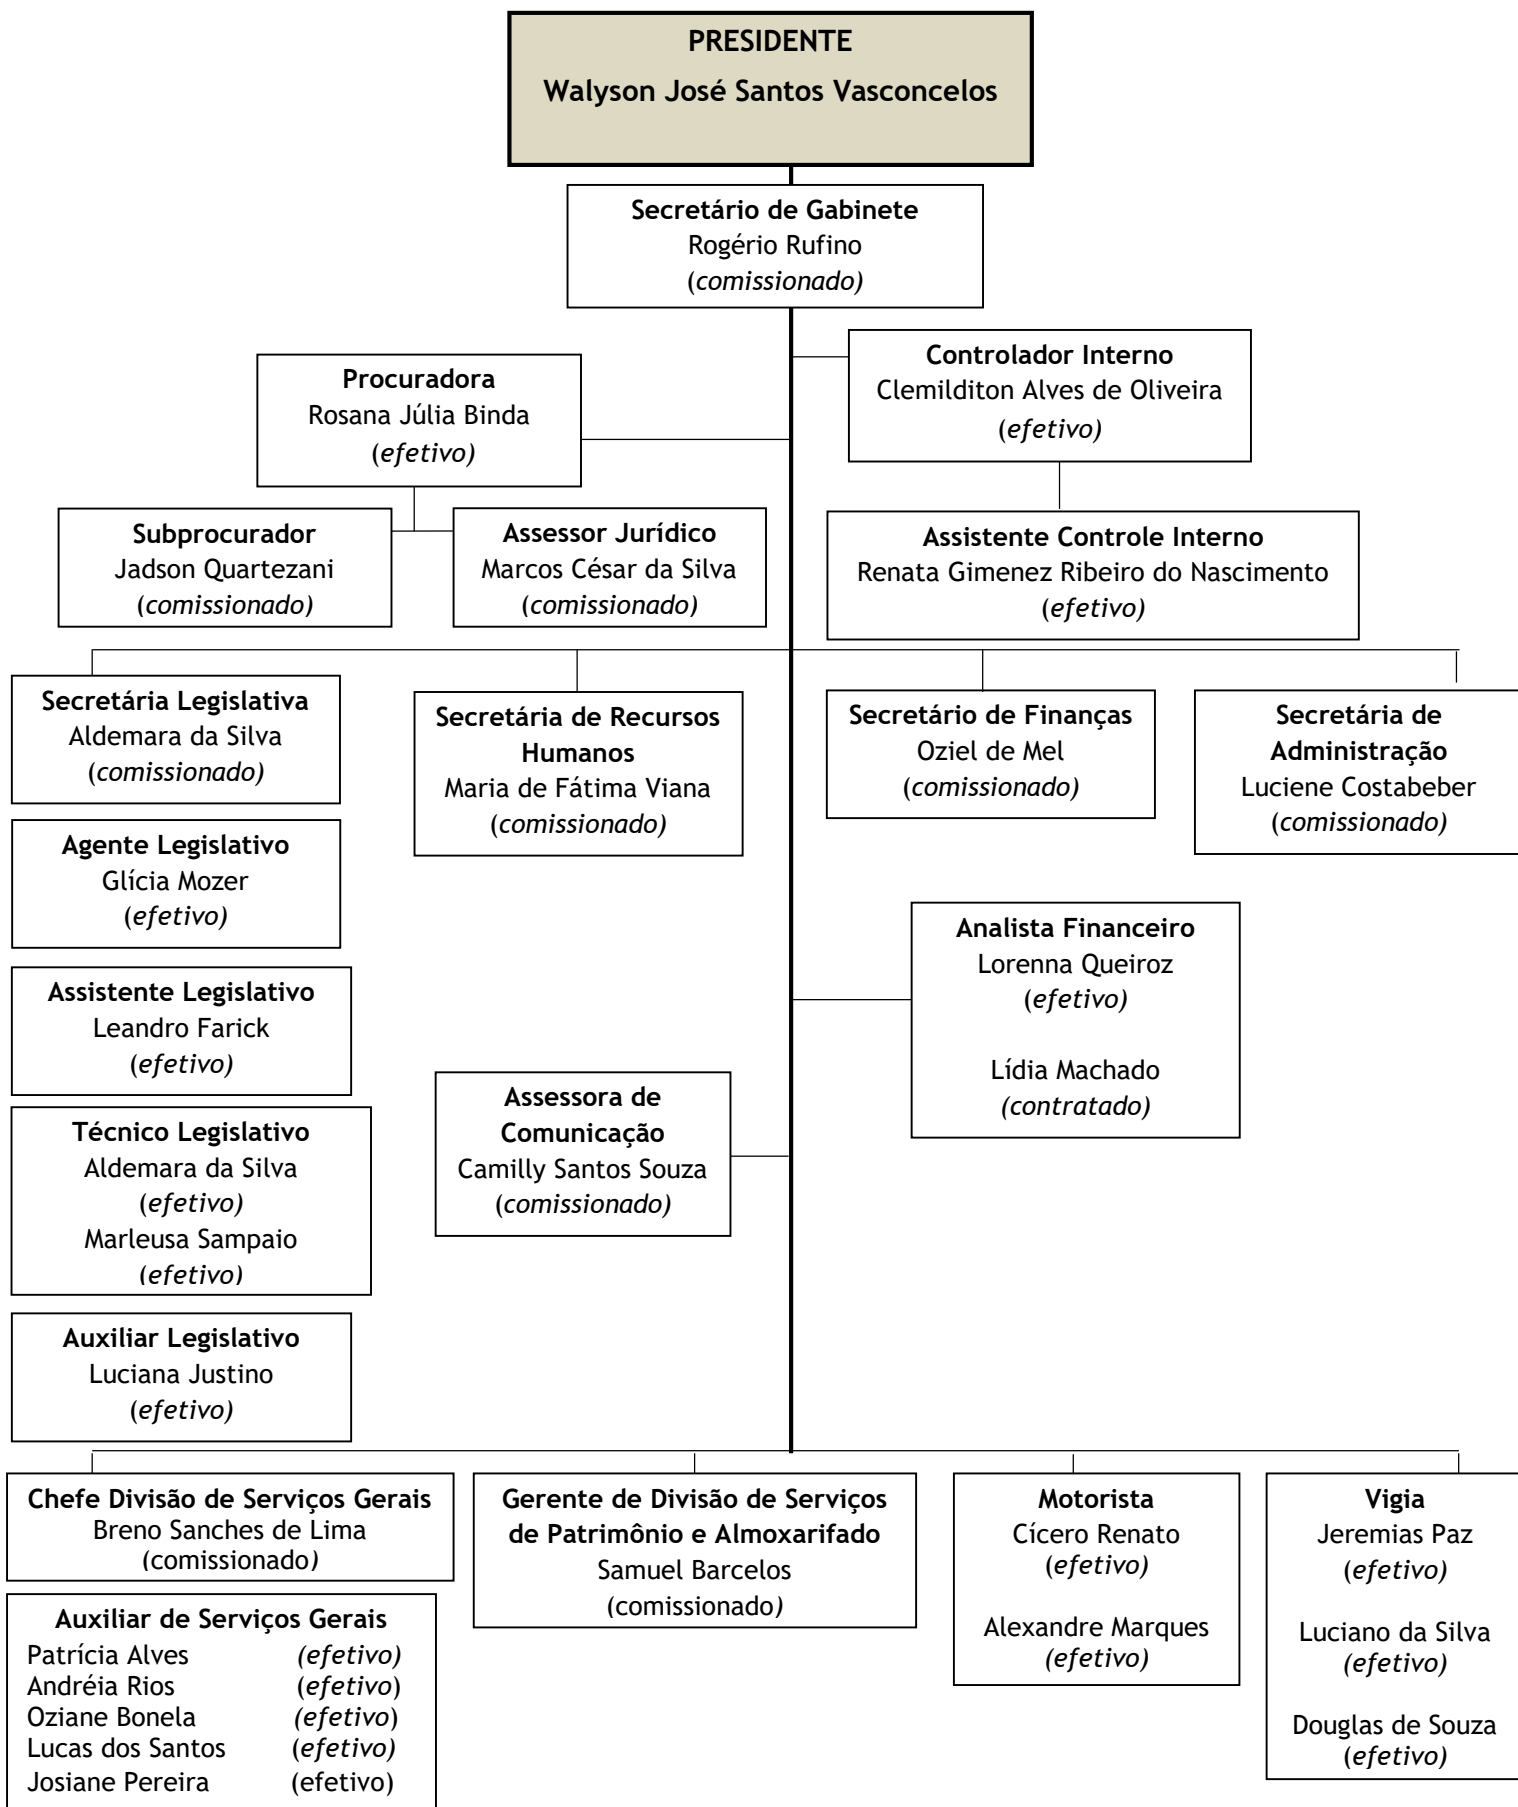 PRESIDENTE
Walyson José Santos Vasconcelos
Secretário de Gabinete
Rogério Rufino
(comissionado)
Controlador Interno
Clemilditon Alves de Oliveira
(efetivo)
Procuradora
Rosana Júlia Binda
(efetivo)
Subprocurador
Jadson Quartezani
(comissionado)
Assessor Jurídico
Marcos César da Silva
(comissionado)
Assistente Controle Interno
Renata Gimenez Ribeiro do Nascimento
(efetivo)
Secretária Legislativa
Aldemara da Silva
(comissionado)
Secretária de Recursos
Humanos
Maria de Fátima Viana
(comissionado)
Secretário de Finanças
Oziel de Mel
(comissionado)
Secretária de
Administração
Luciene Costabeber
(comissionado)
Agente Legislativo
Glícia Mozer
(efetivo)
Analista Financeiro
Lorenna Queiroz
(efetivo)
Lídia Machado
(contratado)
Assistente Legislativo
Leandro Farick
(efetivo)
Assessora de
Comunicação
Camilly Santos Souza
(comissionado)
Técnico Legislativo
Aldemara da Silva
(efetivo)
Marleusa Sampaio
(efetivo)
Auxiliar Legislativo
Luciana Justino
(efetivo)
Chefe Divisão de Serviços Gerais
Breno Sanches de Lima
(comissionado)
Gerente de Divisão de Serviços
de Patrimônio e Almoxarifado
Samuel Barcelos
(comissionado)
Motorista
Cícero Renato
(efetivo)
Alexandre Marques
(efetivo)
Vigia
Jeremias Paz
(efetivo)
Luciano da Silva
(efetivo)
Douglas de Souza
(efetivo)
Auxiliar de Serviços Gerais
Patrícia Alves (efetivo)
Andréia Rios (efetivo)
Oziane Bonela (efetivo)
Lucas dos Santos (efetivo)
Josiane Pereira (efetivo)